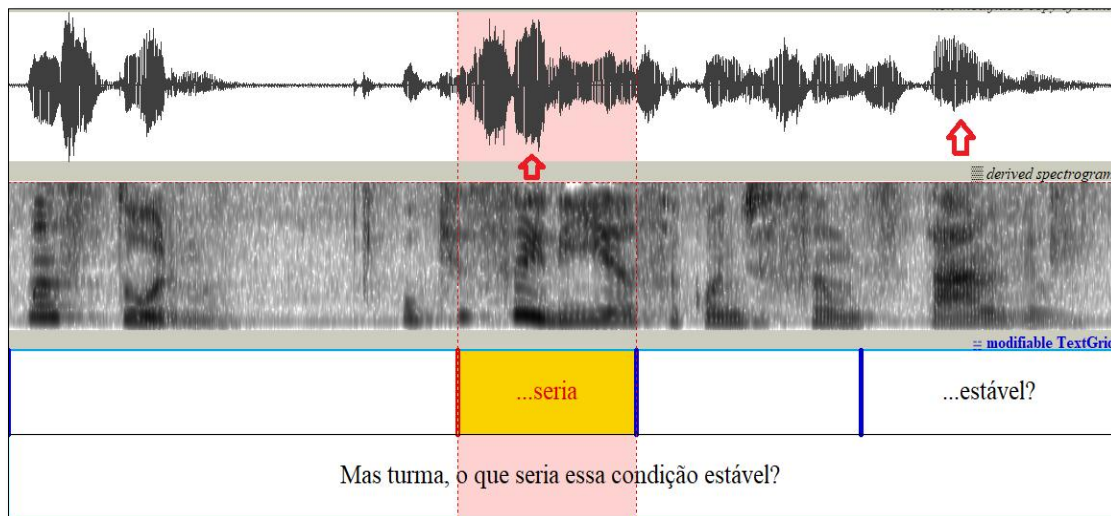 derived spectrogram
modifiable TextGrid
...seria
...estável?
Mas turma, o que seria essa condição estável?